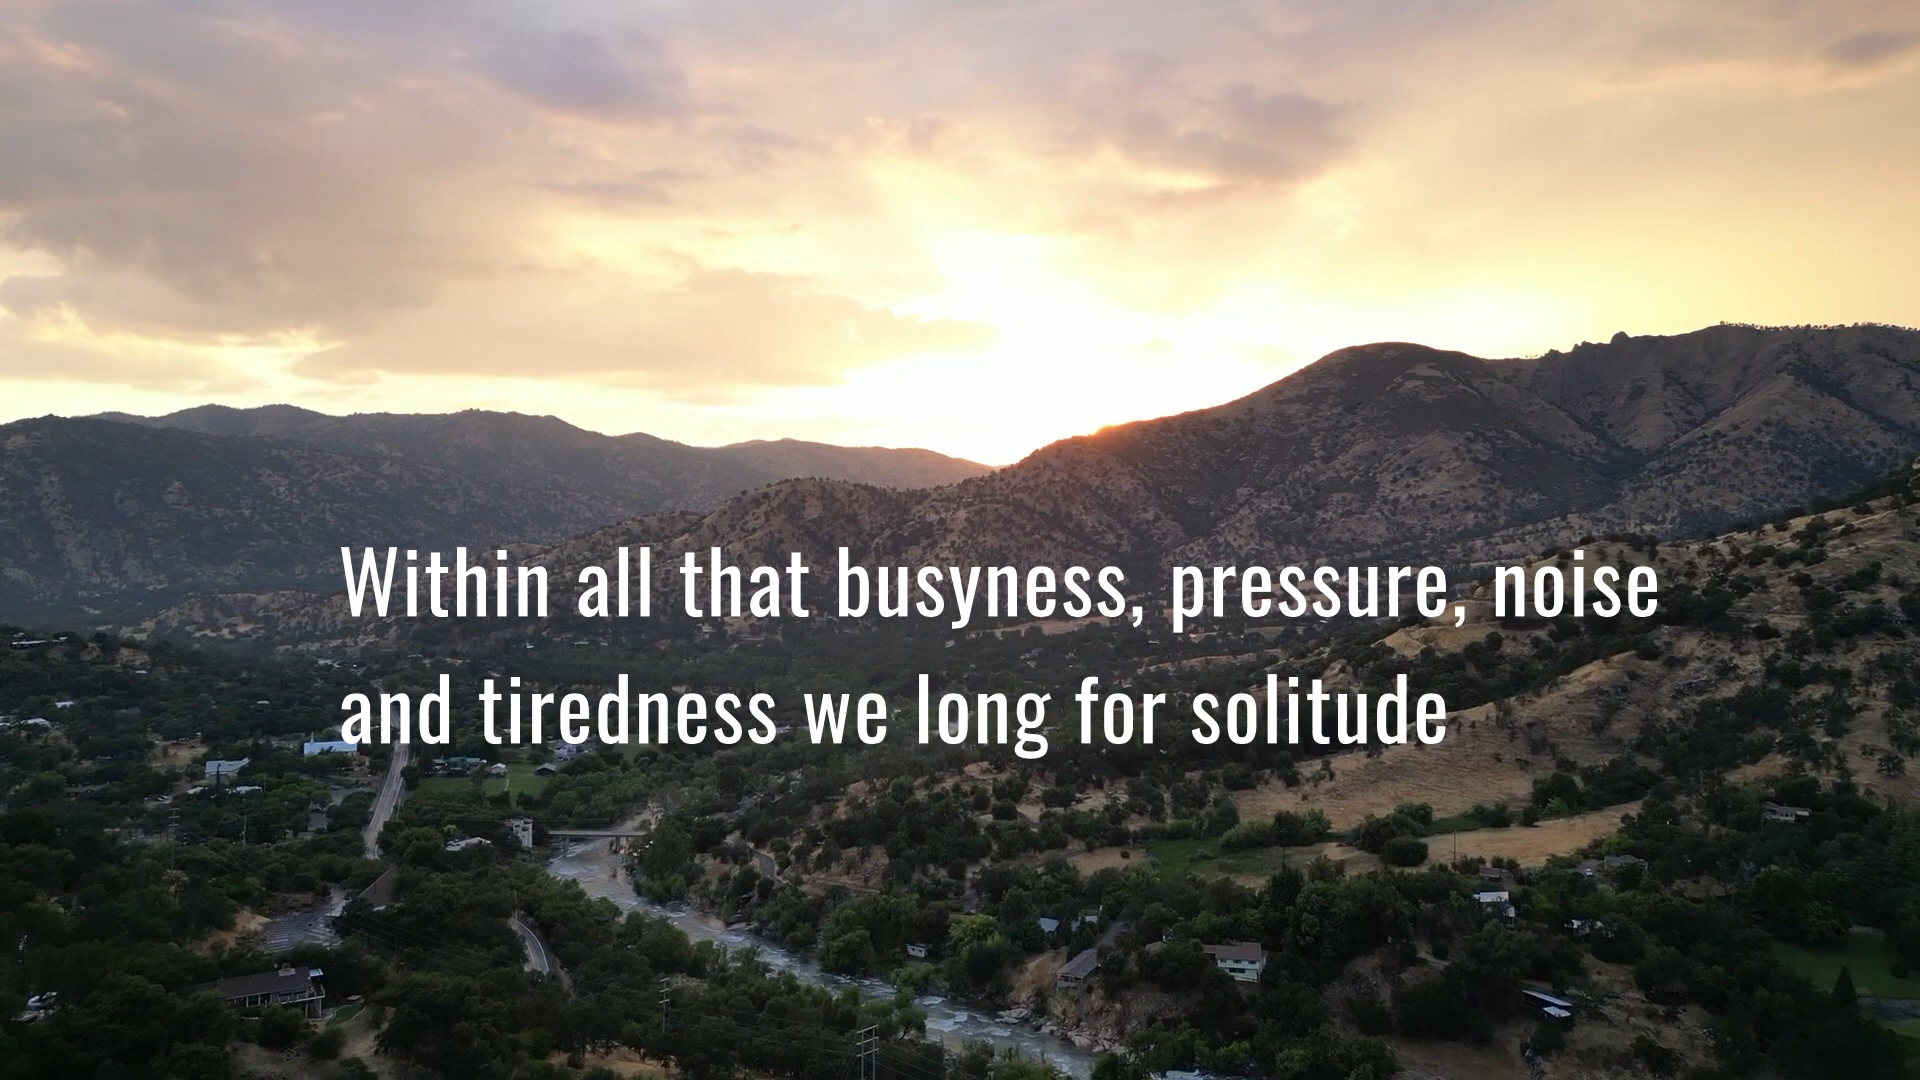 Within all that busyness, pressure, noise
and tiredness we long for solitude